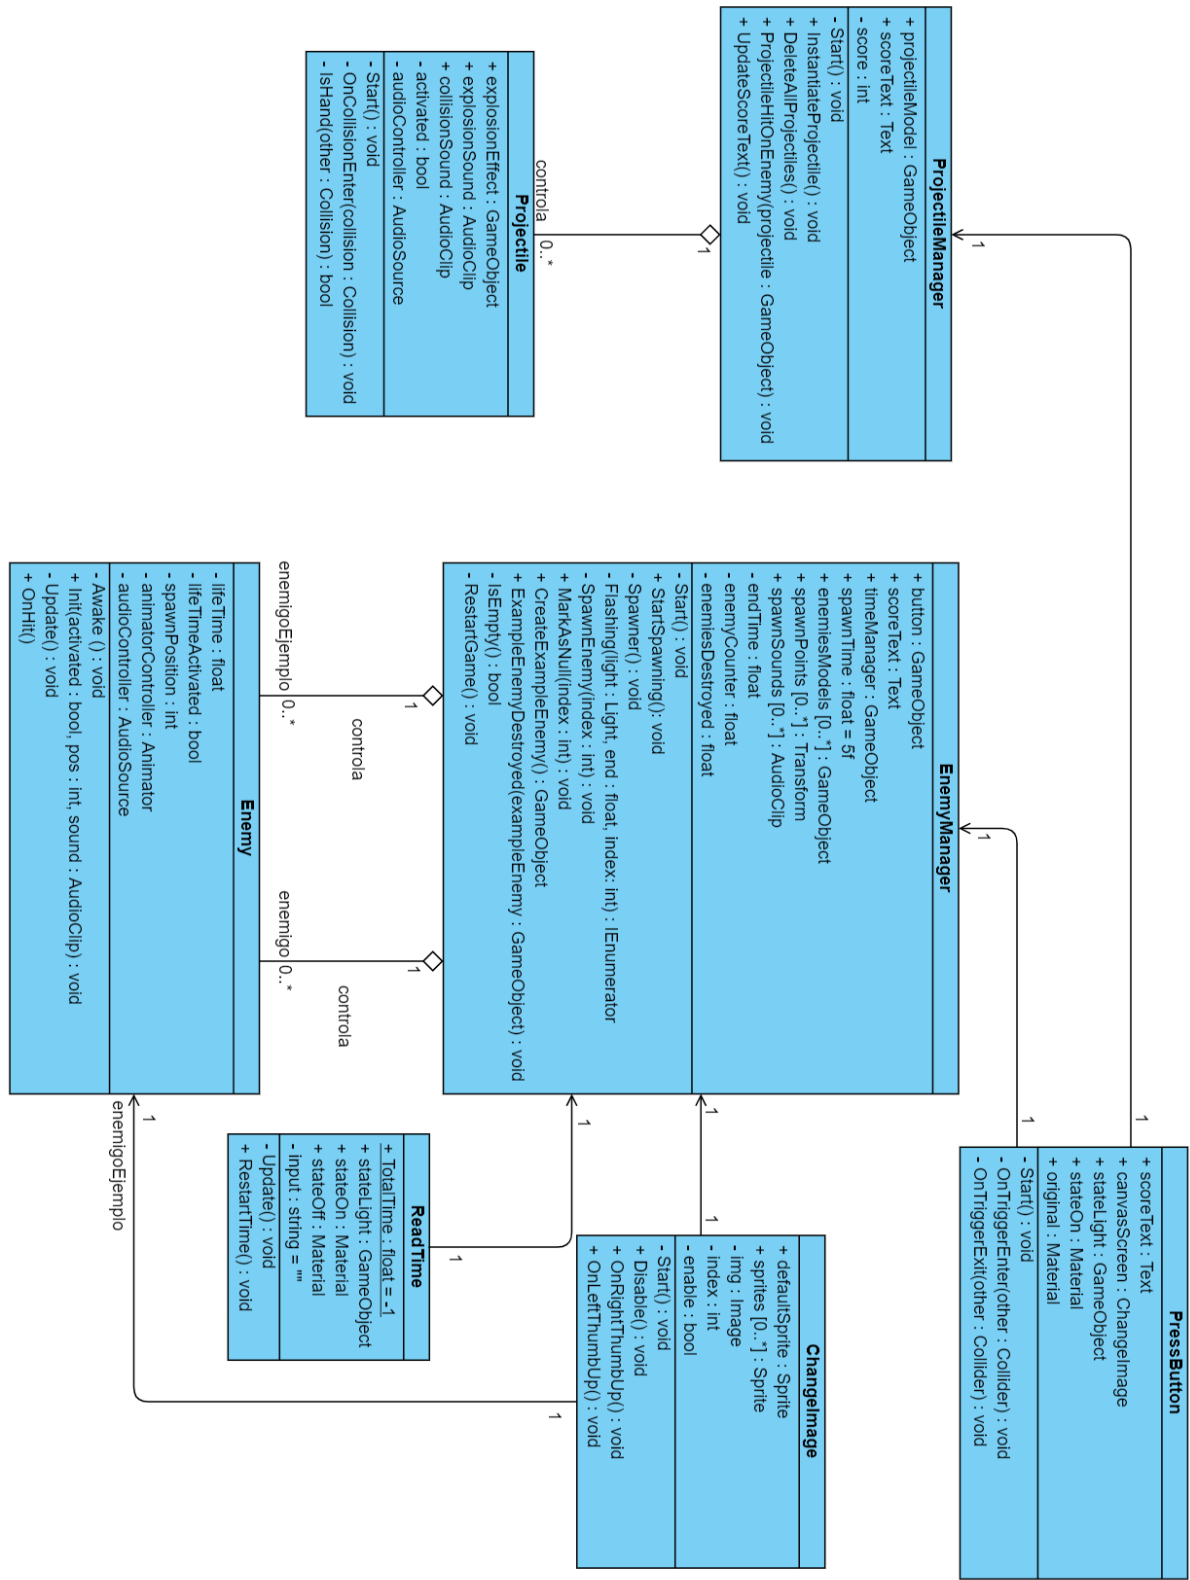 ProjectileManager
+ projectileModel : GameObject
+ scoreText : Text
- score : int
- Start() : void
+ InstantiateProjectile() : void
+ DeleteAllProjectiles() : void
+ ProjectileHitOnEnemy(projectile : GameObject) : void
+ UpdateScoreText() : void
1
1
controla
0..*
Projectile
+ explosionEffect : GameObject
+ explosionSound : AudioClip
+ collisionSound : AudioClip
- activated : bool
- audioController : AudioSource
- Start() : void
- OnCollisionEnter(collision : Collision) : void
- IsHand(other : Collision) : bool
EnemyManager
+ button : GameObject
+ scoreText : Text
+ timeManager : GameObject
+ spawnTime : float = 5f
+ enemiesModels [0..*] : GameObject
+ spawnPoints [0..*] : Transform
+ spawnSounds [0..*] : AudioClip
- endTime : float
- enemyCounter : float
- enemiesDestroyed : float
- Start() : void
+ StartSpawning(): void
- Spawner() : void
- Flashing(light : Light, end : float, index: int) : IEnumerator
- SpawnEnemy(index : int) : void
+ MarkAsNull(index : int) : void
+ CreateExampleEnemy() : GameObject
+ ExampleEnemyDestroyed(exampleEnemy : GameObject) : void
- IsEmpty() : bool
- RestartGame() : void
1
1
1
controla
enemigoEjemplo
0..*
1
controla
enemigo
0..*
Enemy
- lifeTime : float
- lifeTimeActivated : bool
- spawnPosition : int
- animatorController : Animator
- audioController : AudioSource
- Awake () : void
+ Init(activated : bool, pos : int, sound : AudioClip) : void
- Update() : void
+ OnHit()
PressButton
+ scoreText : Text
+ canvasScreen : ChangeImage
+ stateLight : GameObject
+ stateOn : Material
+ original : Material
- Start() : void
- OnTriggerEnter(other : Collider) : void
- OnTriggerExit(other : Collider) : void
1
1
ChangeImage
+ defaultSprite : Sprite
+ sprites [0..*] : Sprite
- img : Image
- index : int
- enable : bool
- Start() : void
+ Disable() : void
+ OnRightThumbUp() : void
+ OnLeftThumbUp() : void
1
1
1
ReadTime
+ TotalTime : float = -1
+ stateLight : GameObject
+ stateOn : Material
+ stateOff : Material
- input : string = ""
- Update() : void
+ RestartTime() : void
1
1
enemigoEjemplo